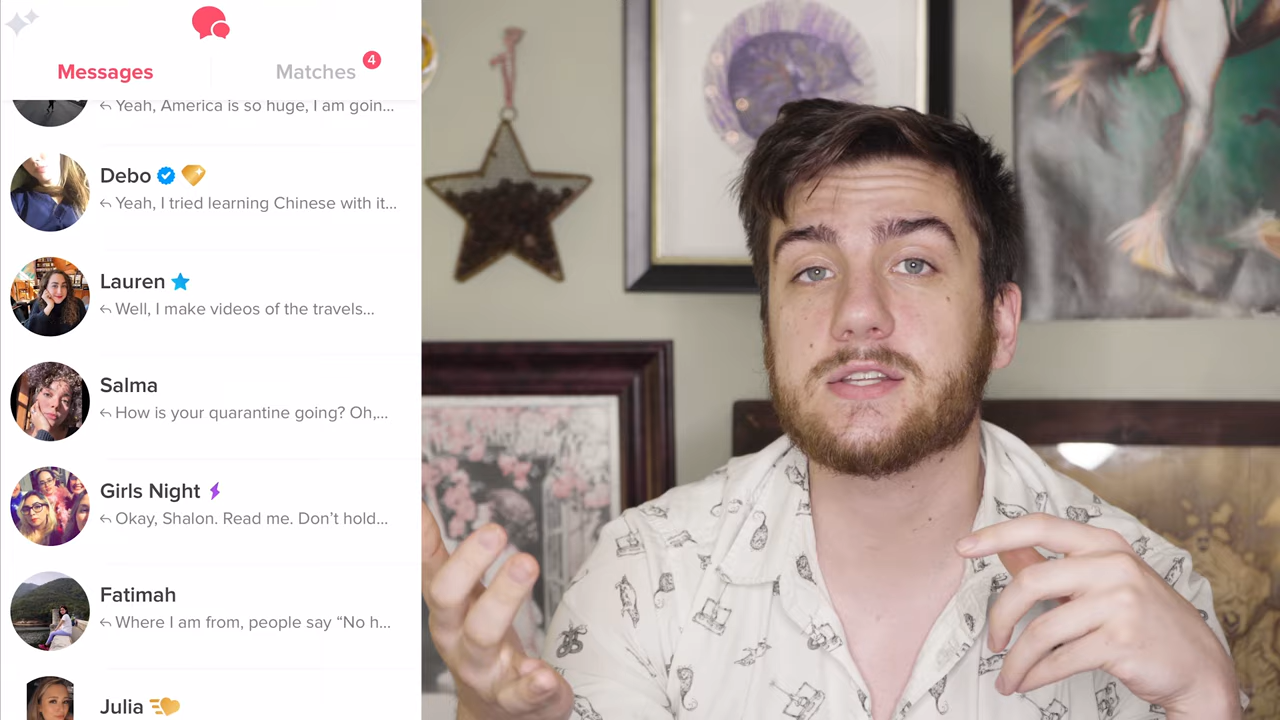 Messages
Matches
4
Yeah, America is so huge, I am goin...
Debo
Yeah, I tried learning Chinese with it...
Lauren
Well, I make videos of the travels...
Salma
How is your quarantine going? Oh,...
Girls Night
Okay, Shalon. Read me. Don’t hold...
Fatimah
Where I am from, people say “No h...
Julia